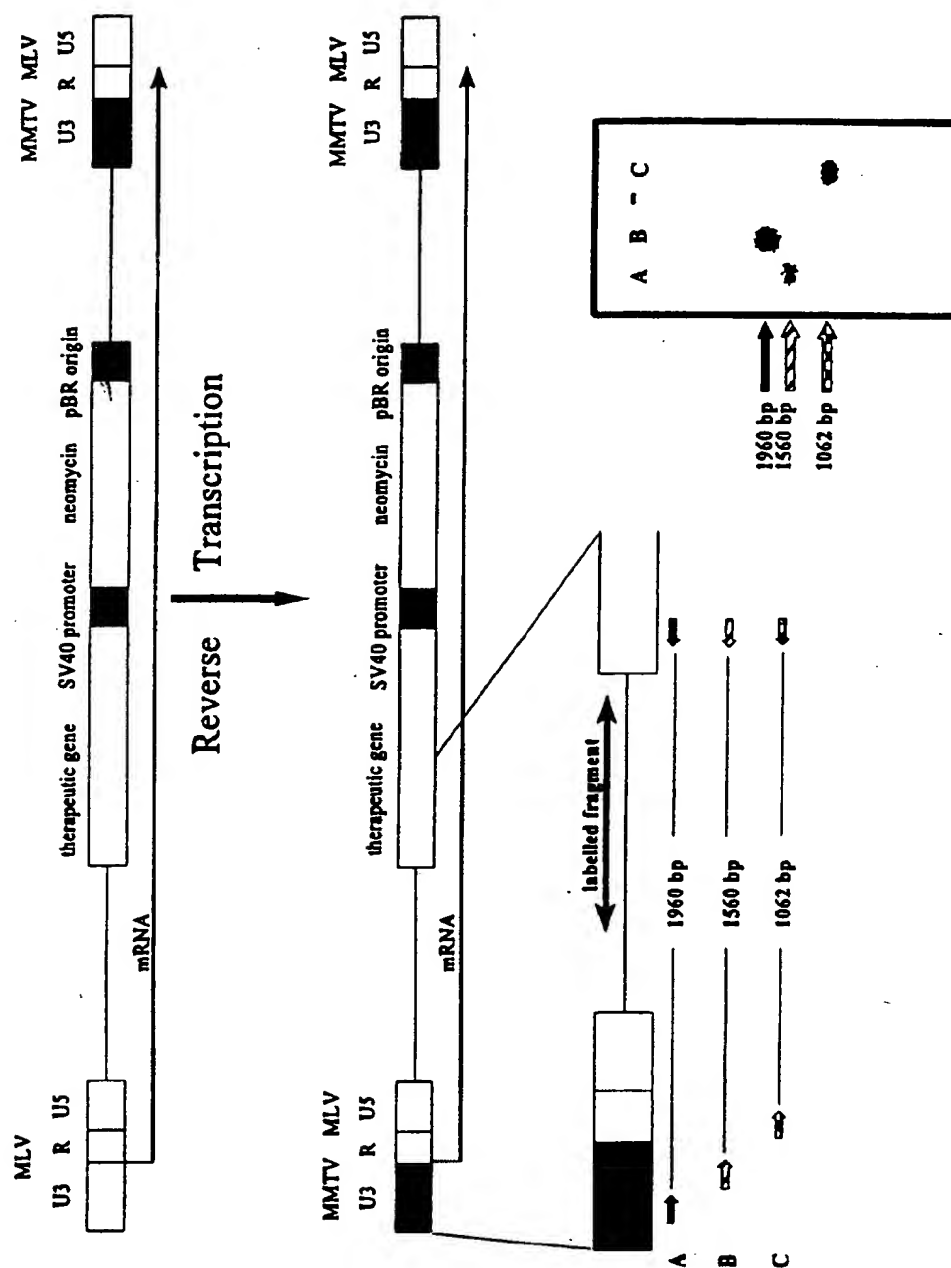 MLV MMTV MLV
U3 R U5 therapeutic gene SV40 promoter neomycin pBR origin U3 R U5
mRNA
Reverse Transcription
MMTV MLV MMTV MLV
U3 R U5 therapeutic gene SV40 promoter neomycin pBR origin U3 R U5
mRNA
labelled fragment
A 1960 bp
B 1560 bp
C 1062 bp
A B - C
1960 bp
1560 bp
1062 bp